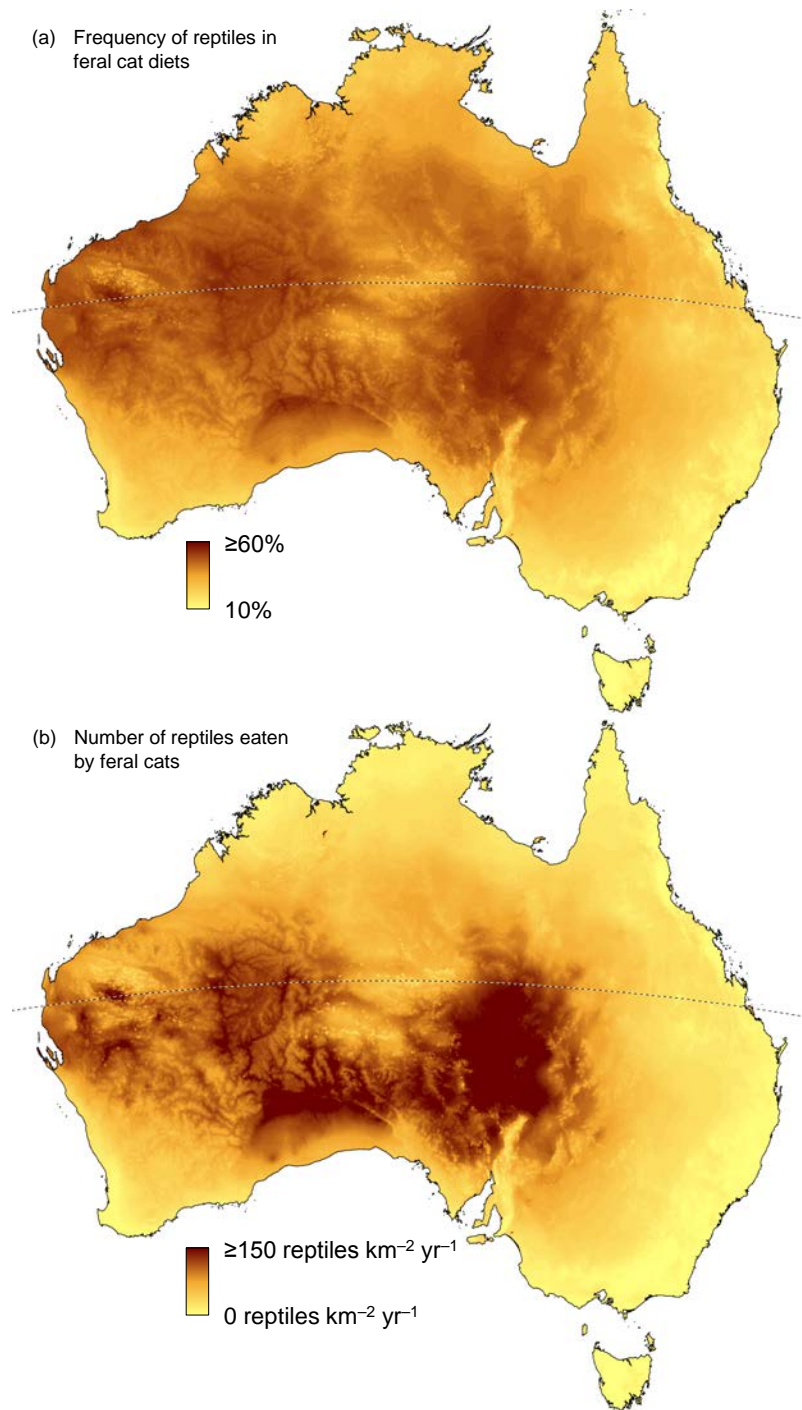 (a) Frequency of reptiles in
feral cat diets
≥60%
10%
(b) Number of reptiles eaten
by feral cats
≥150 reptiles km⁻² yr⁻¹
0 reptiles km⁻² yr⁻¹